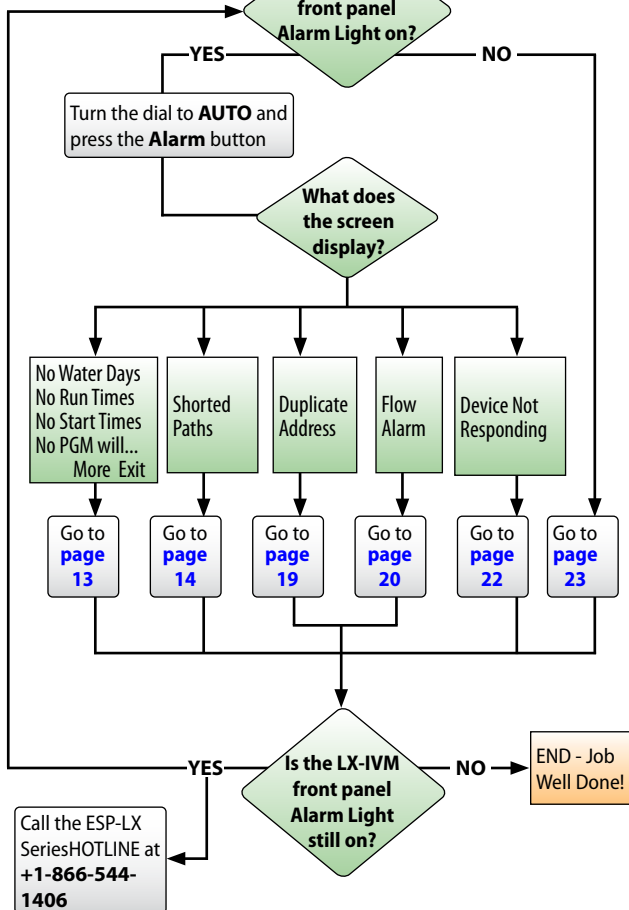 front panel
Alarm Light on?
YES
NO
Turn the dial to AUTO and
press the Alarm button
What does
the screen
display?
No Water Days
No Run Times
No Start Times
No PGM will...
More Exit
Shorted
Paths
Duplicate
Address
Flow
Alarm
Device Not
Responding
Go to
page
13
Go to
page
14
Go to
page
19
Go to
page
20
Go to
page
22
Go to
page
23
Is the LX-IVM
front panel
Alarm Light
still on?
YES
NO
END - Job
Well Done!
Call the ESP-LX
SeriesHOTLINE at
+1-866-544-
1406